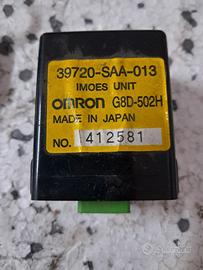 39720-SAA-013
IMOES UNIT
OMRON G8D-502H
MADE IN JAPAN
NO. 412581